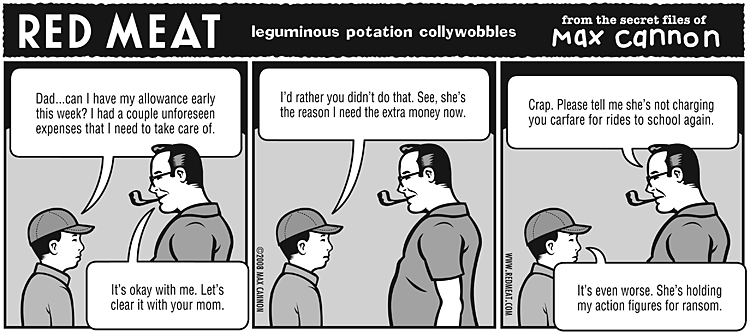 RED MEAT
leguminous potation collywobbles
from the secret files of
Max Cannon
Dad...can I have my allowance early
this week? I had a couple unforeseen
expenses that I need to take care of.
It's okay with me. Let's
clear it with your mom.
©2008 MAX CANNON
I'd rather you didn't do that. See, she's
the reason I need the extra money now.
WWW.REDMEAT.COM
Crap. Please tell me she's not charging
you carfare for rides to school again.
It's even worse. She's holding
my action figures for ransom.